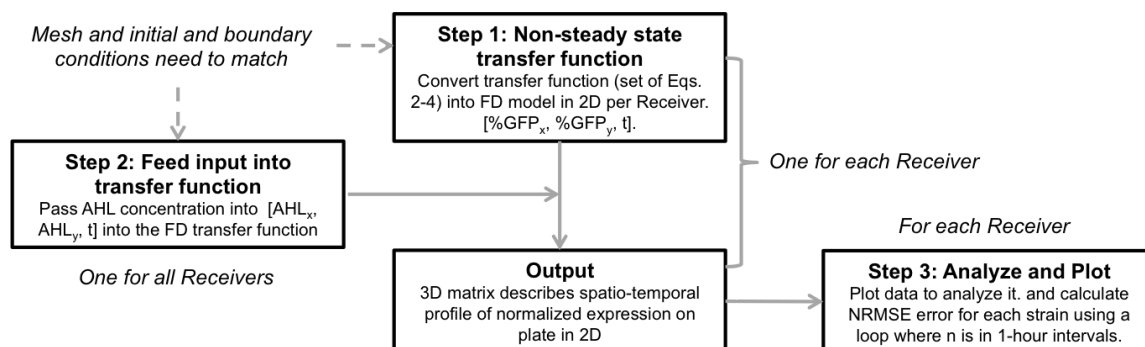 Mesh and initial and boundary
conditions need to match
Step 1: Non-steady state
transfer function
Convert transfer function (set of Eqs.
2-4) into FD model in 2D per Receiver.
[%GFPx, %GFPy, t].
Step 2: Feed input into
transfer function
Pass AHL concentration into [AHLx,
AHLy, t] into the FD transfer function
One for all Receivers
One for each Receiver
Output
3D matrix describes spatio-temporal
profile of normalized expression on
plate in 2D
For each Receiver
Step 3: Analyze and Plot
Plot data to analyze it. and calculate
NRMSE error for each strain using a
loop where n is in 1-hour intervals.